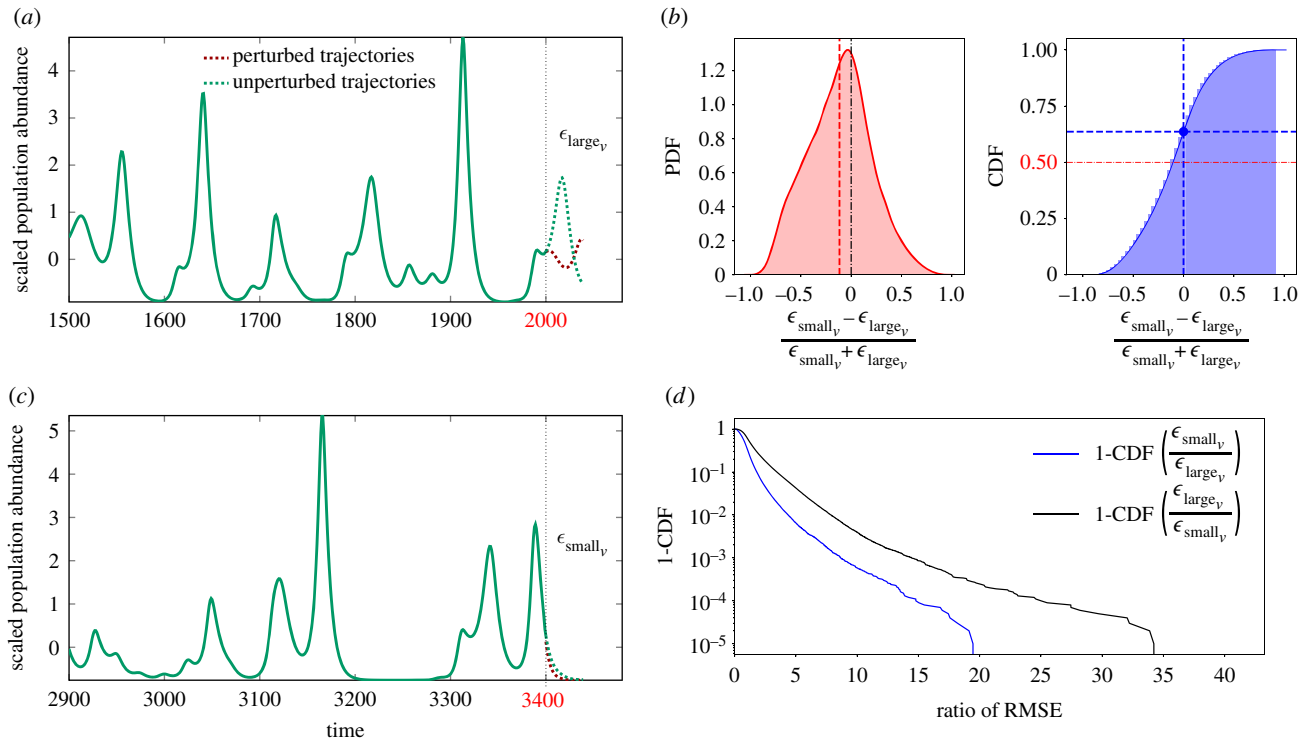 (a)
scaled population abundance
4
3
2
1
0
perturbed trajectories
unperturbed trajectories
ϵ_large_v
1500 1600 1700 1800 1900 2000
(b)
PDF
1.2
1.0
0.8
0.6
0.4
0.2
0
−1.0 −0.5 0 0.5 1.0
ϵ_small_v − ϵ_large_v
ϵ_small_v + ϵ_large_v
CDF
1.00
0.75
0.50
0.25
0
−1.0 −0.5 0 0.5 1.0
ϵ_small_v − ϵ_large_v
ϵ_small_v + ϵ_large_v
(c)
scaled population abundance
5
4
3
2
1
0
ϵ_small_v
2900 3000 3100 3200 3300 3400
time
(d)
1-CDF
1
10⁻¹
10⁻²
10⁻³
10⁻⁴
10⁻⁵
1-CDF (ϵ_small_v / ϵ_large_v)
1-CDF (ϵ_large_v / ϵ_small_v)
0 5 10 15 20 25 30 35 40
ratio of RMSE